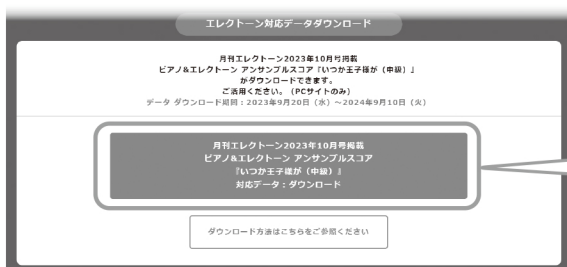 エレクトーン対応データダウンロード
月刊エレクトーン2023年10月号掲載
ピアノ&エレクトーン アンサンブルスコア『いつか王子様が（中級）』
がダウンロードできます。
ご活用ください。（PCサイトのみ）
データ ダウンロード期間：2023年9月20日（水）～2024年9月10日（火）
月刊エレクトーン2023年10月号掲載
ピアノ&エレクトーン アンサンブルスコア
『いつか王子様が（中級）』
対応データ：ダウンロード
ダウンロード方法はこちらをご参照ください